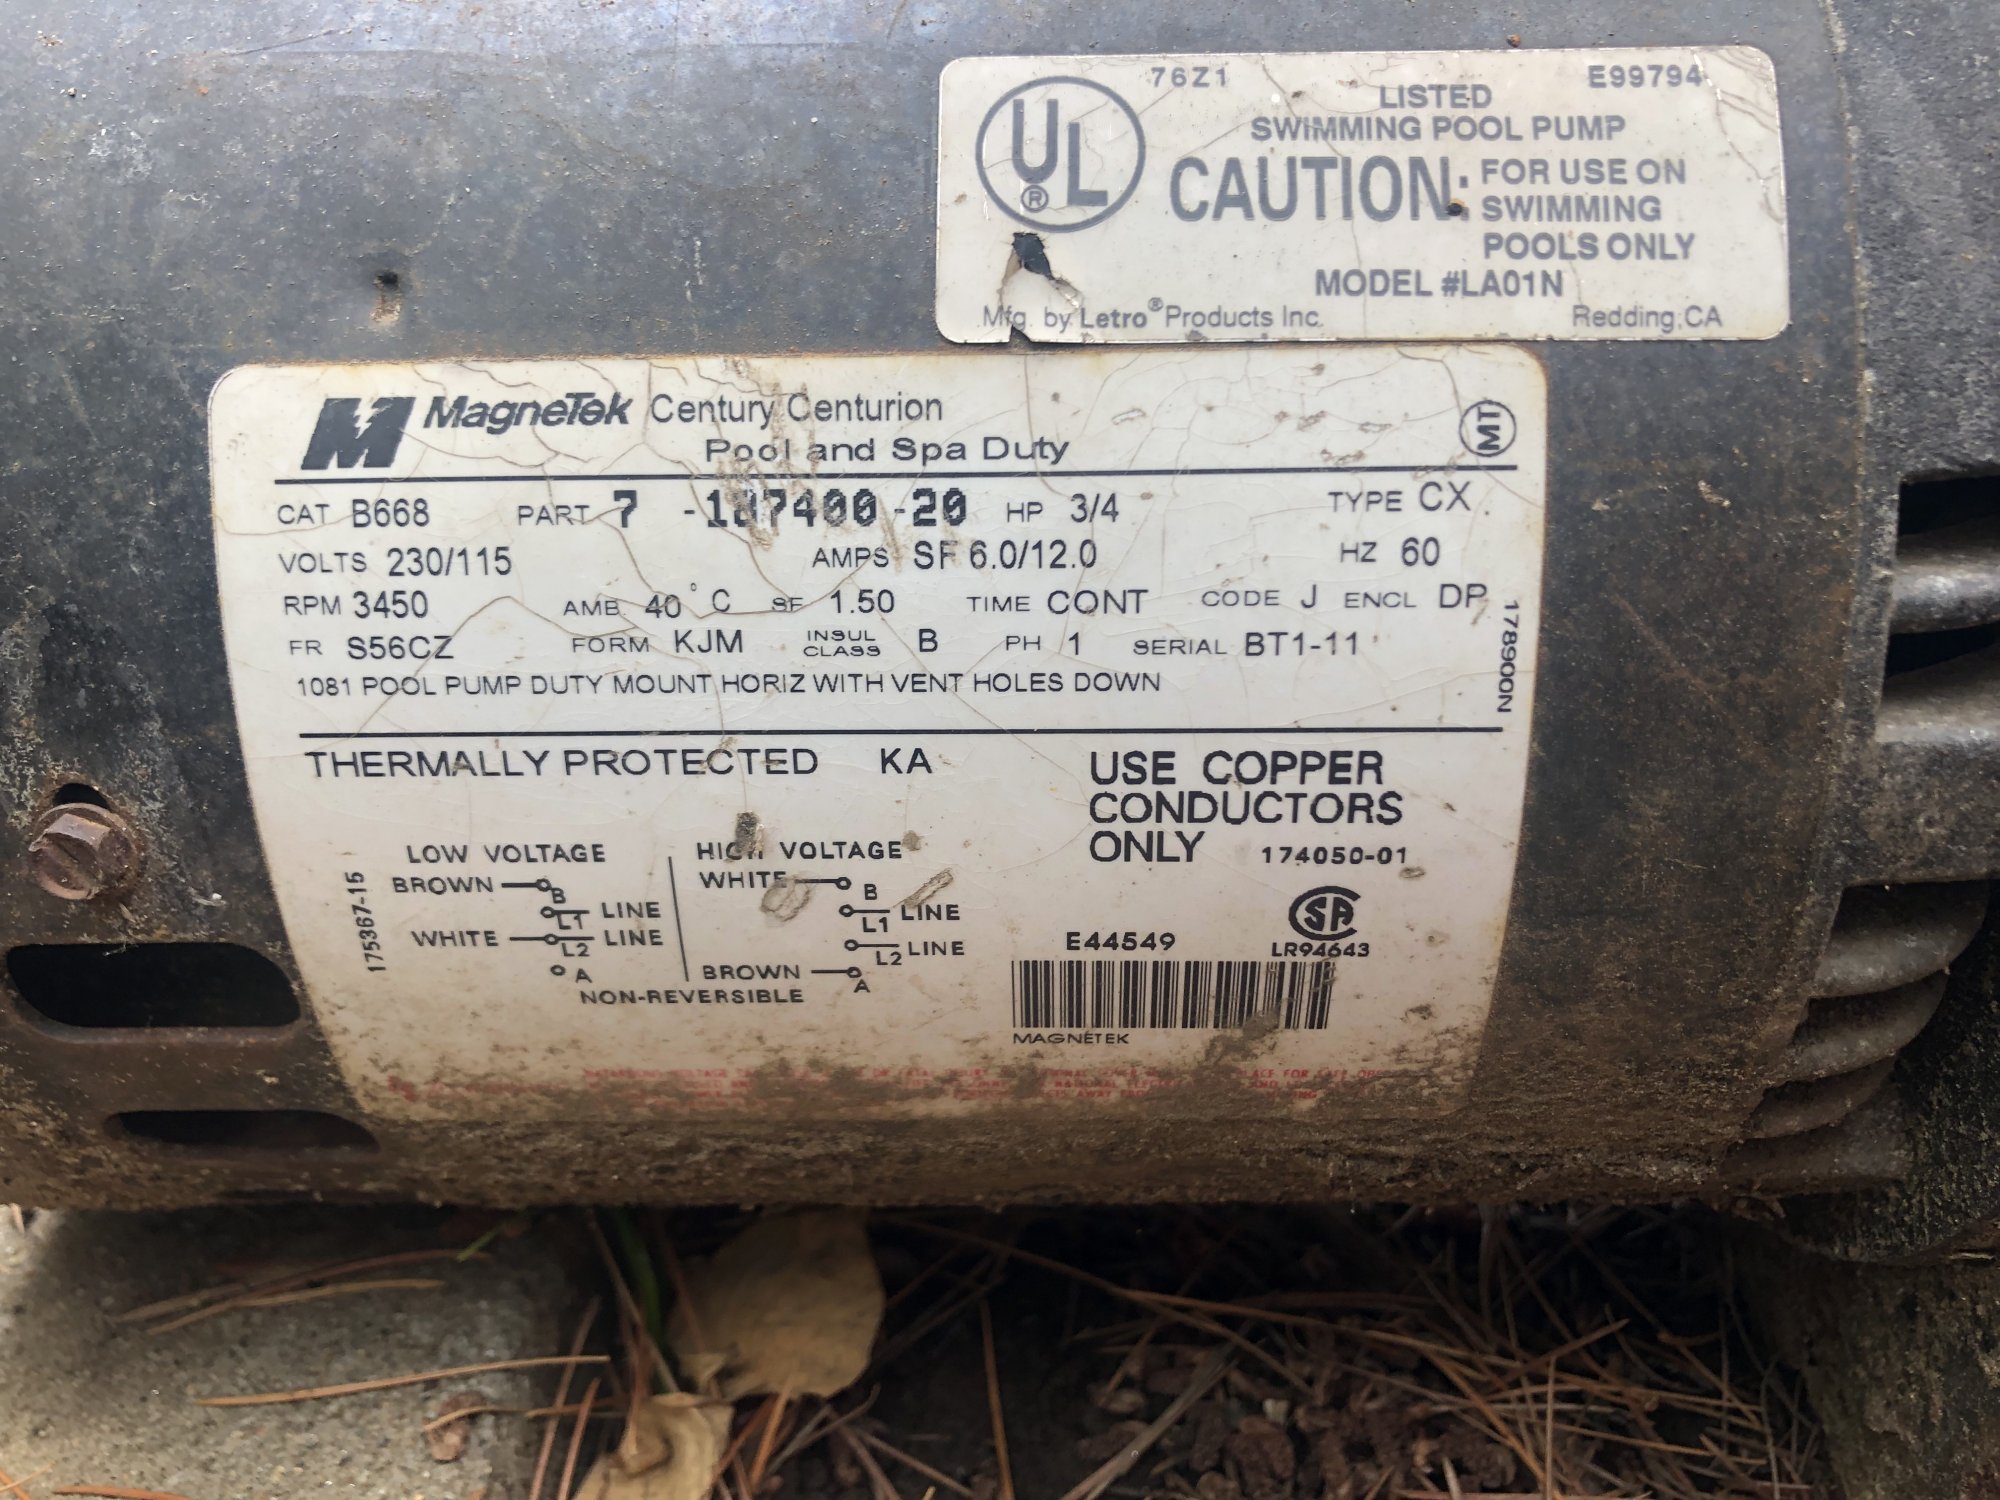 76Z1 E99794
LISTED
SWIMMING POOL PUMP
UL ®
CAUTION: FOR USE ON
SWIMMING
POOLS ONLY
MODEL #LA01N
Mfg. by Letro® Products Inc. Redding, CA
MagneTek Century Centurion
Pool and Spa Duty
MT
CAT B668 PART 7 -187400-20 HP 3/4 TYPE CX
VOLTS 230/115 AMPS SF 6.0/12.0 HZ 60
RPM 3450 AMB 40°C SF 1.50 TIME CONT CODE J ENCL DP
FR S56CZ FORM KJM INSUL CLASS B PH 1 SERIAL BT1-11
1081 POOL PUMP DUTY MOUNT HORIZ WITH VENT HOLES DOWN
178900N
THERMALLY PROTECTED KA
USE COPPER
CONDUCTORS
ONLY 174050-01
175367-15
LOW VOLTAGE
BROWN B
L1 LINE
WHITE L2 LINE
A
HIGH VOLTAGE
WHITE B
L1 LINE
L2 LINE
BROWN A
NON-REVERSIBLE
E44549
SA
LR94643
MAGNETEK